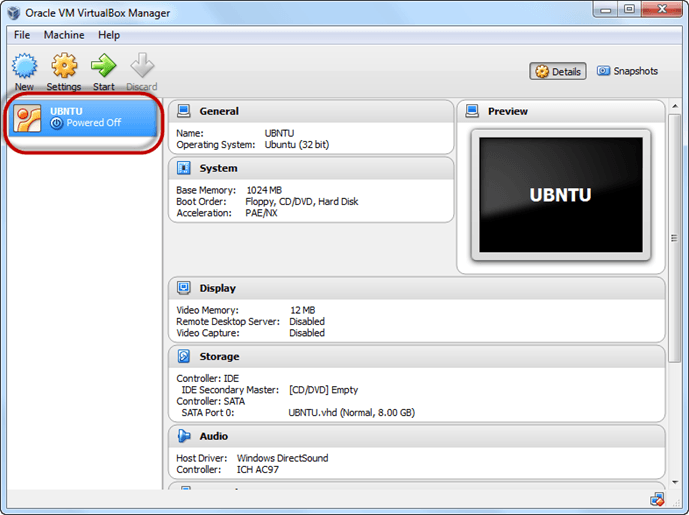 Oracle VM VirtualBox Manager
File Machine Help
New Settings Start Discard
Details Snapshots
UBNTU
Powered Off
General
Name: UBNTU
Operating System: Ubuntu (32 bit)
System
Base Memory: 1024 MB
Boot Order: Floppy, CD/DVD, Hard Disk
Acceleration: PAE/NX
Preview
UBNTU
Display
Video Memory: 12 MB
Remote Desktop Server: Disabled
Video Capture: Disabled
Storage
Controller: IDE
IDE Secondary Master: [CD/DVD] Empty
Controller: SATA
SATA Port 0: UBNTU.vhd (Normal, 8.00 GB)
Audio
Host Driver: Windows DirectSound
Controller: ICH AC97